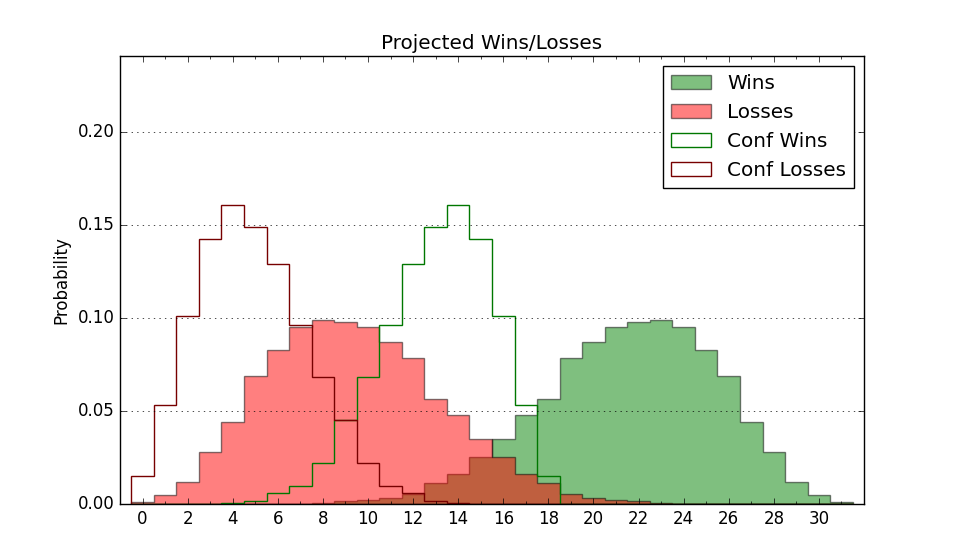 Projected Wins/Losses
Wins
Losses
Conf Wins
Conf Losses
Probability
0.20
0.15
0.10
0.05
0.00
0 2 4 6 8 10 12 14 16 18 20 22 24 26 28 30